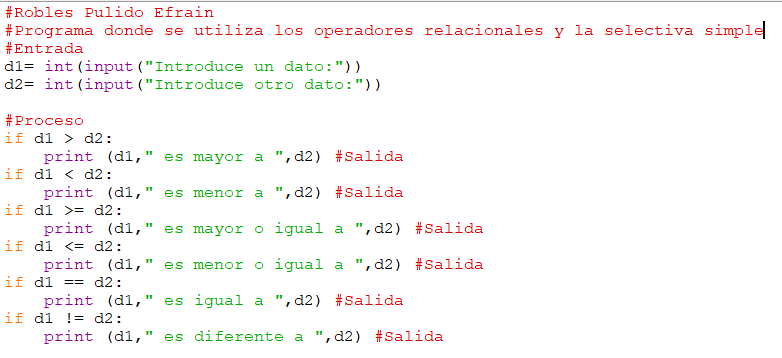 #Robles Pulido Efrain
#Programa donde se utiliza los operadores relacionales y la selectiva simple
#Entrada
d1= int(input("Introduce un dato:"))
d2= int(input("Introduce otro dato:"))

#Proceso
if d1 > d2:
    print (d1," es mayor a ",d2) #Salida
if d1 < d2:
    print (d1," es menor a ",d2) #Salida
if d1 >= d2:
    print (d1," es mayor o igual a ",d2) #Salida
if d1 <= d2:
    print (d1," es menor o igual a ",d2) #Salida
if d1 == d2:
    print (d1," es igual a ",d2) #Salida
if d1 != d2:
    print (d1," es diferente a ",d2) #Salida